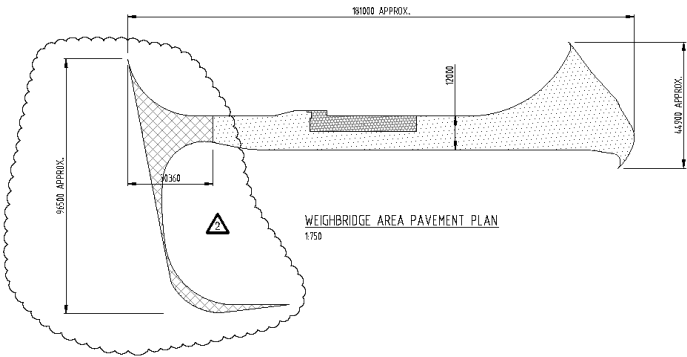 181000 APPROX.
12000
44900 APPROX.
96500 APPROX.
30360
2
WEIGHBRIDGE AREA PAVEMENT PLAN
1:750